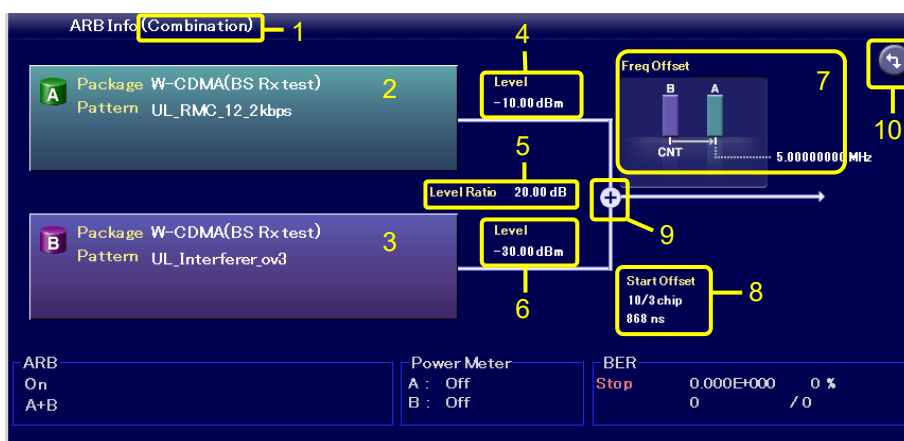 ARB Info (Combination)
1
A
Package W-CDMA(BS Rx test)
Pattern UL_RMC_12_2kbps
2
4
Level
-10.00 dBm
Freq Offset
B A
CNT
5.00000000 MHz
7
10
5
Level Ratio 20.00 dB
9
B
Package W-CDMA(BS Rx test)
Pattern UL_Interferer_ov3
3
Level
-30.00 dBm
6
Start Offset
10/3 chip
868 ns
8
ARB
On
A+B
Power Meter
A : Off
B : Off
BER
Stop 0.000E+000 0 %
0 / 0